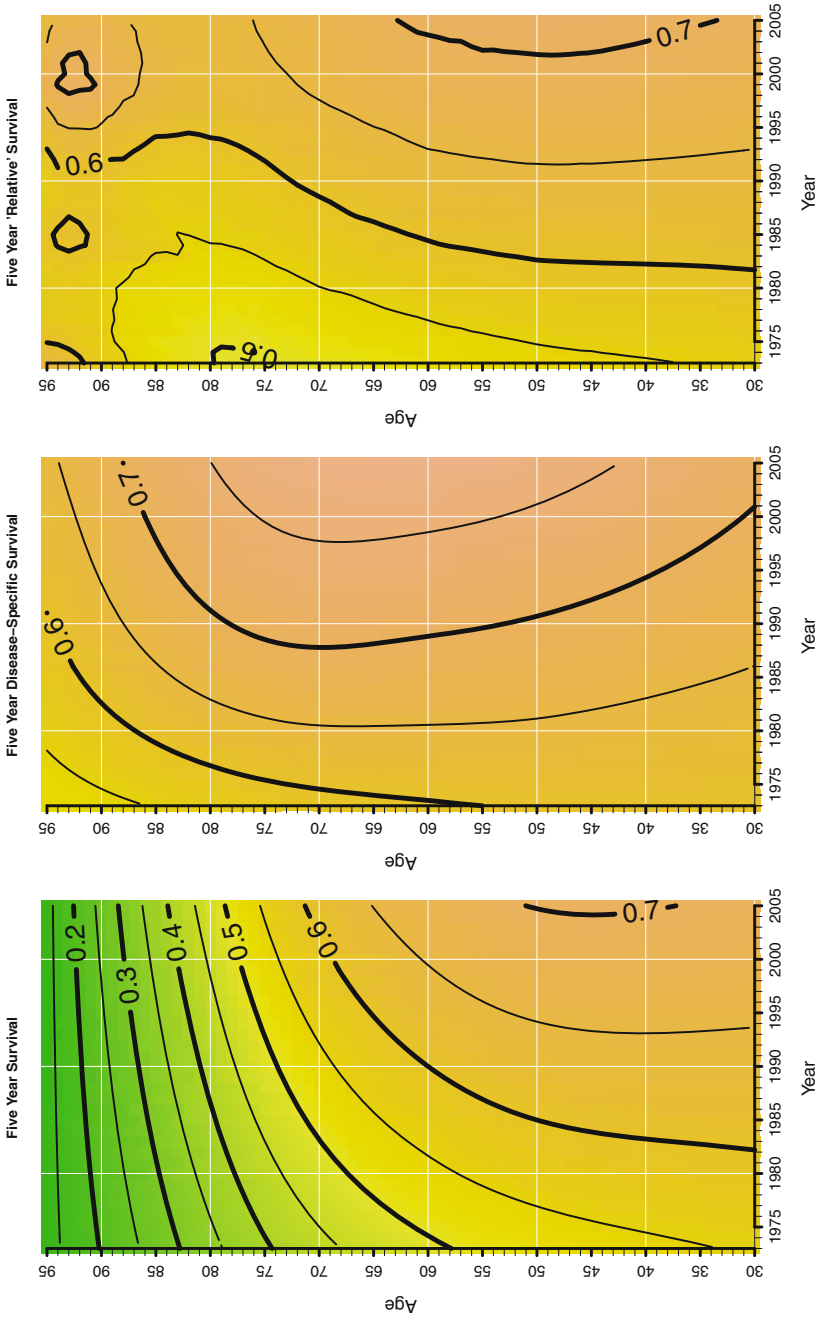 Five Year Survival
Age
30 35 40 45 50 55 60 65 70 75 80 85 90 95
0.2
0.3
0.4
0.5
0.6
0.7
1975 1980 1985 1990 1995 2000 2005
Year
Five Year Disease−Specific Survival
Age
30 35 40 45 50 55 60 65 70 75 80 85 90 95
0.6
0.7
1975 1980 1985 1990 1995 2000 2005
Year
Five Year 'Relative' Survival
Age
30 35 40 45 50 55 60 65 70 75 80 85 90 95
0.6
0.5
0.7
1975 1980 1985 1990 1995 2000 2005
Year